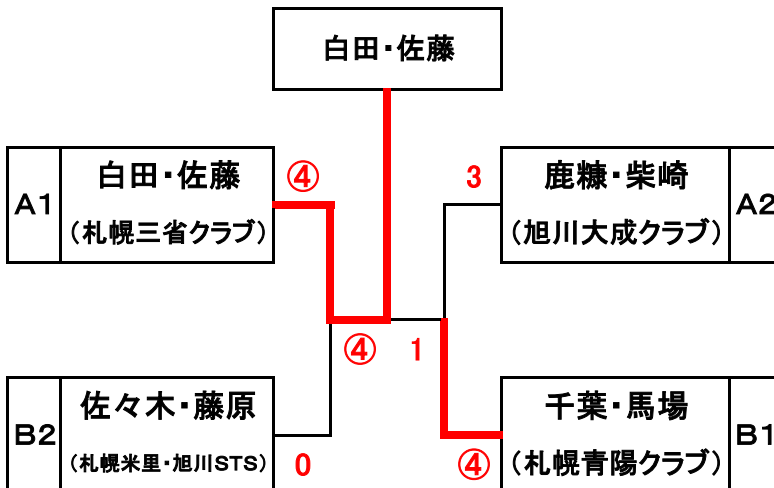 白田・佐藤
A1
白田・佐藤
(札幌三省クラブ)
④
3
鹿糠・柴崎
(旭川大成クラブ)
A2
④
1
B2
佐々木・藤原
(札幌米里・旭川STS)
0
④
千葉・馬場
(札幌青陽クラブ)
B1